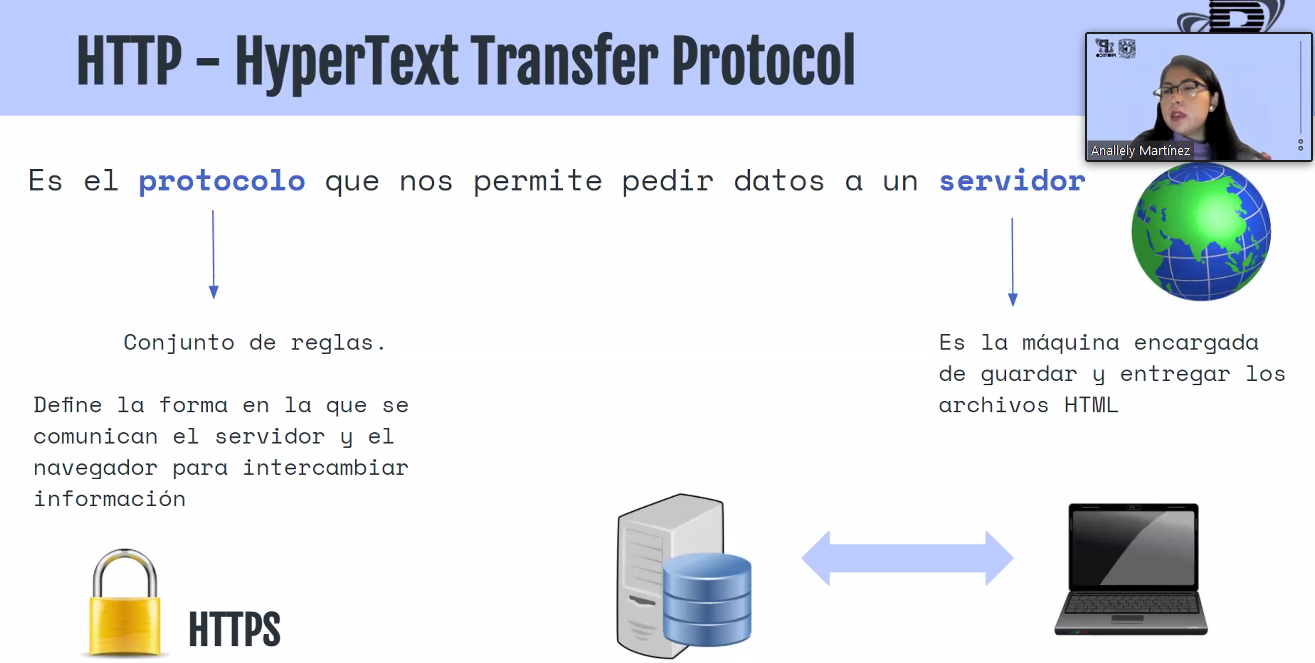 HTTP - HyperText Transfer Protocol
Anallely Martínez
Es el protocolo que nos permite pedir datos a un servidor
Conjunto de reglas.
Define la forma en la que se
comunican el servidor y el
navegador para intercambiar
información
Es la máquina encargada
de guardar y entregar los
archivos HTML
HTTPS